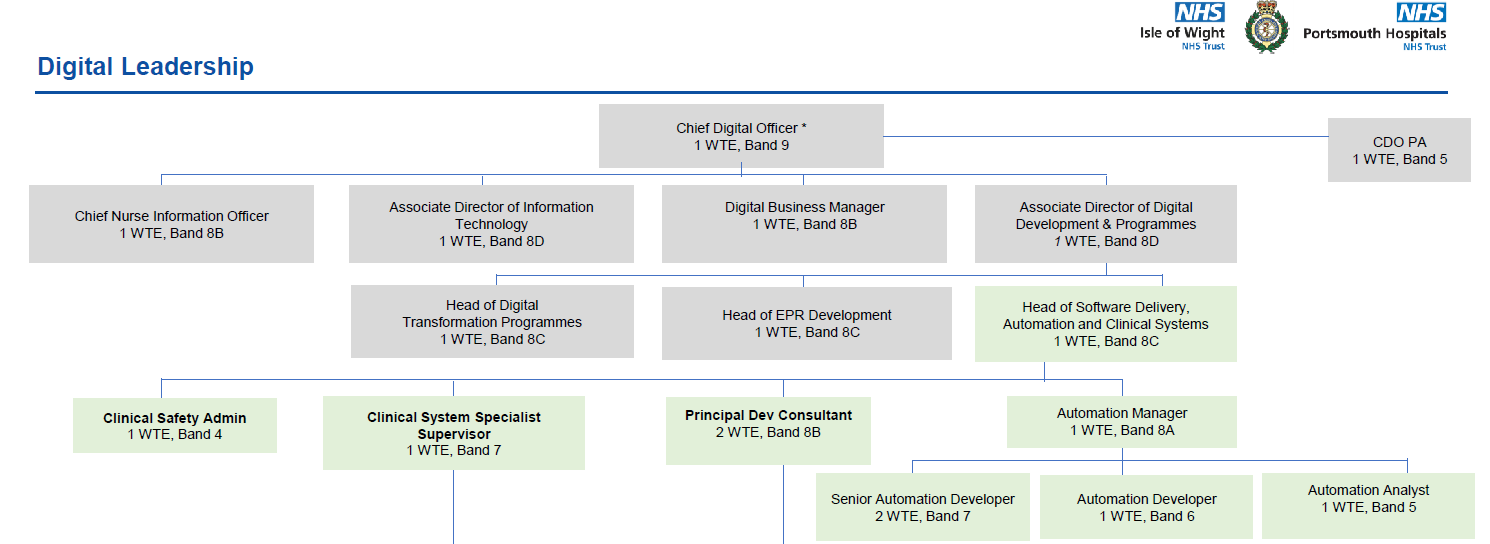 NHS
Isle of Wight
NHS Trust
NHS
Portsmouth Hospitals
NHS Trust
Digital Leadership
Chief Digital Officer *
1 WTE, Band 9
CDO PA
1 WTE, Band 5
Chief Nurse Information Officer
1 WTE, Band 8B
Associate Director of Information
Technology
1 WTE, Band 8D
Digital Business Manager
1 WTE, Band 8B
Associate Director of Digital
Development & Programmes
1 WTE, Band 8D
Head of Digital
Transformation Programmes
1 WTE, Band 8C
Head of EPR Development
1 WTE, Band 8C
Head of Software Delivery,
Automation and Clinical Systems
1 WTE, Band 8C
Clinical Safety Admin
1 WTE, Band 4
Clinical System Specialist
Supervisor
1 WTE, Band 7
Principal Dev Consultant
2 WTE, Band 8B
Automation Manager
1 WTE, Band 8A
Senior Automation Developer
2 WTE, Band 7
Automation Developer
1 WTE, Band 6
Automation Analyst
1 WTE, Band 5